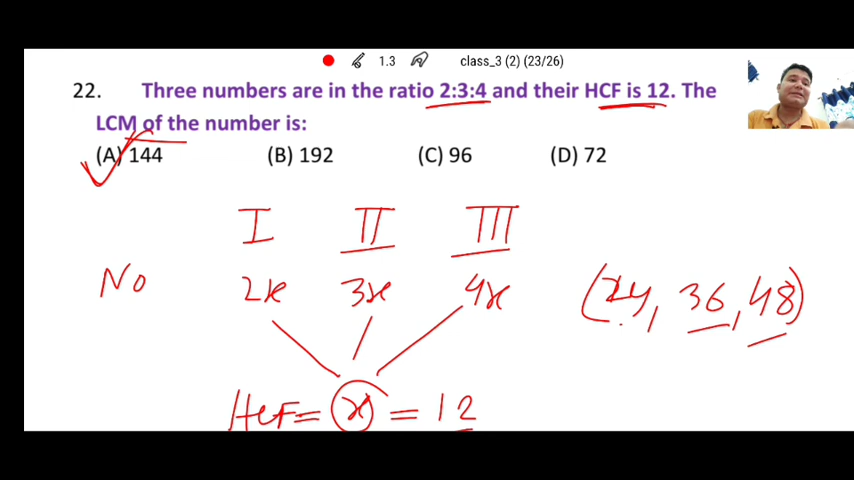 1.3 class_3 (2) (23/26)
22. Three numbers are in the ratio 2:3:4 and their HCF is 12. The
LCM of the number is:
(A) 144 (B) 192 (C) 96 (D) 72
I II III
No 2x 3x 4x (24, 36, 48)
HCF = x = 12